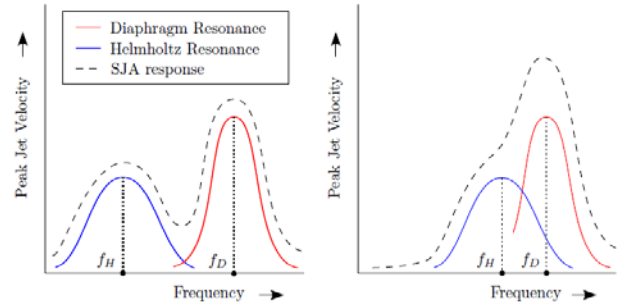 Diaphragm Resonance
Helmholtz Resonance
SJA response
Peak Jet Velocity
f_H
f_D
Frequency
Peak Jet Velocity
f_H
f_D
Frequency